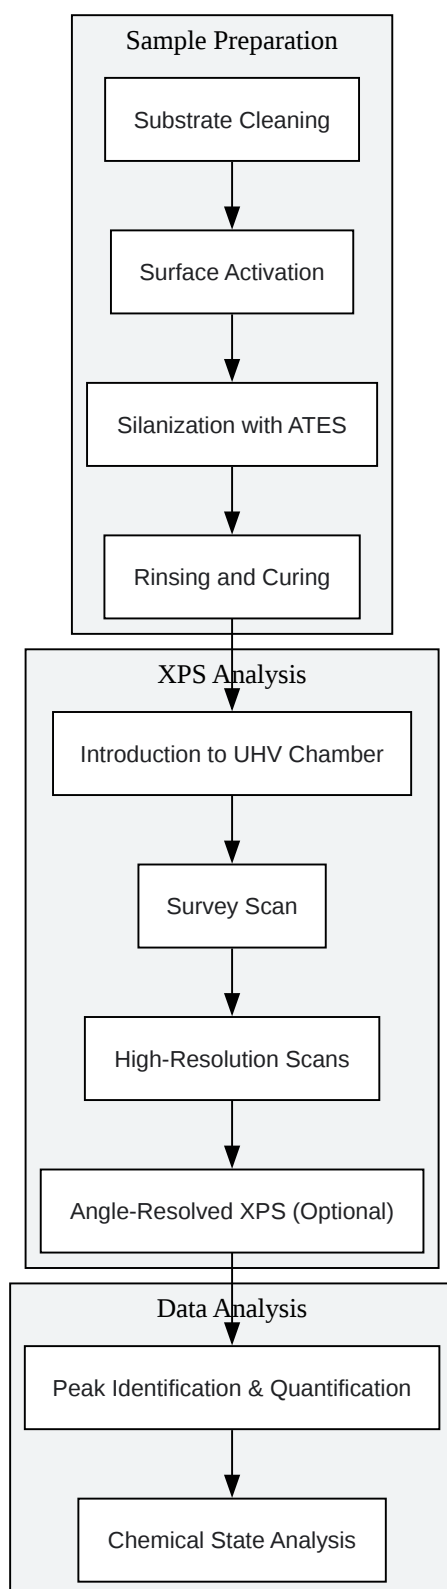 Sample Preparation
Substrate Cleaning
Surface Activation
Silanization with ATES
Rinsing and Curing
XPS Analysis
Introduction to UHV Chamber
Survey Scan
High-Resolution Scans
Angle-Resolved XPS (Optional)
Data Analysis
Peak Identification & Quantification
Chemical State Analysis